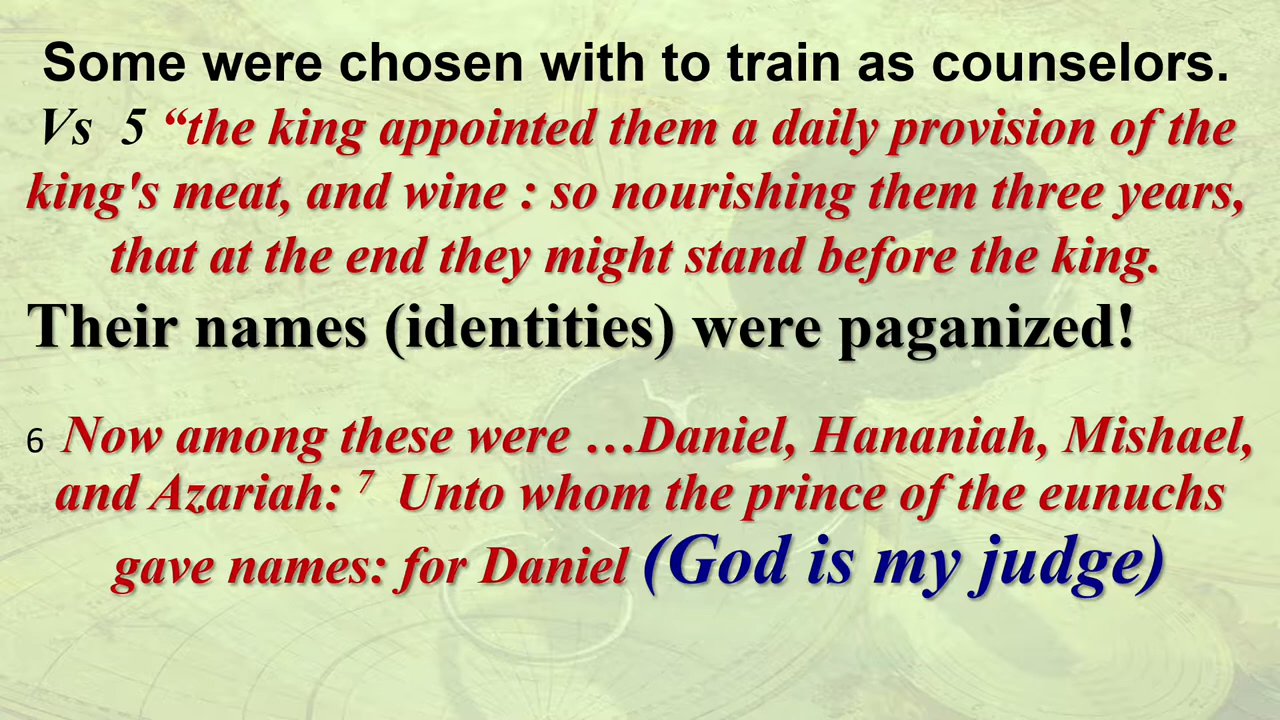 Some were chosen with to train as counselors.
Vs 5 “the king appointed them a daily provision of the
king's meat, and wine : so nourishing them three years,
that at the end they might stand before the king.
Their names (identities) were paganized!
6 Now among these were …Daniel, Hananiah, Mishael,
and Azariah: 7 Unto whom the prince of the eunuchs
gave names: for Daniel (God is my judge)